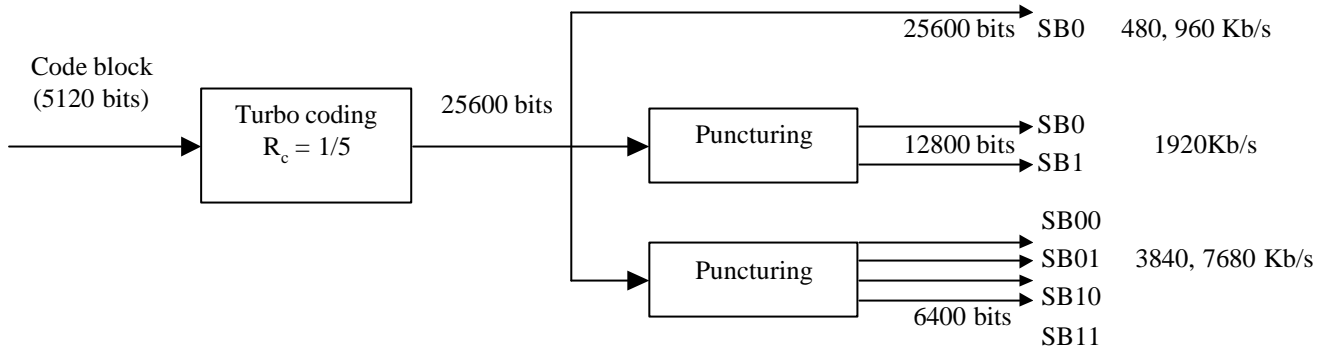 25600 bits SB0 480, 960 Kb/s
Code block
(5120 bits)
Turbo coding
R_c = 1/5
25600 bits
Puncturing
SB0
12800 bits
SB1
1920Kb/s
Puncturing
SB00
SB01
3840, 7680 Kb/s
SB10
6400 bits
SB11